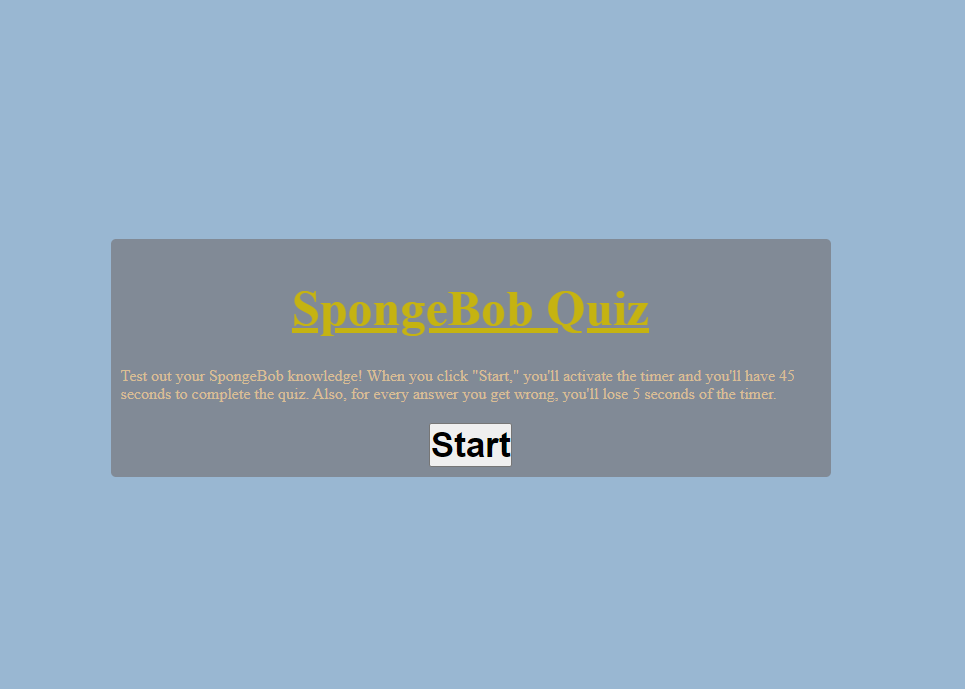 SpongeBob Quiz
Test out your SpongeBob knowledge! When you click "Start," you'll activate the timer and you'll have 45
seconds to complete the quiz. Also, for every answer you get wrong, you'll lose 5 seconds of the timer.
Start